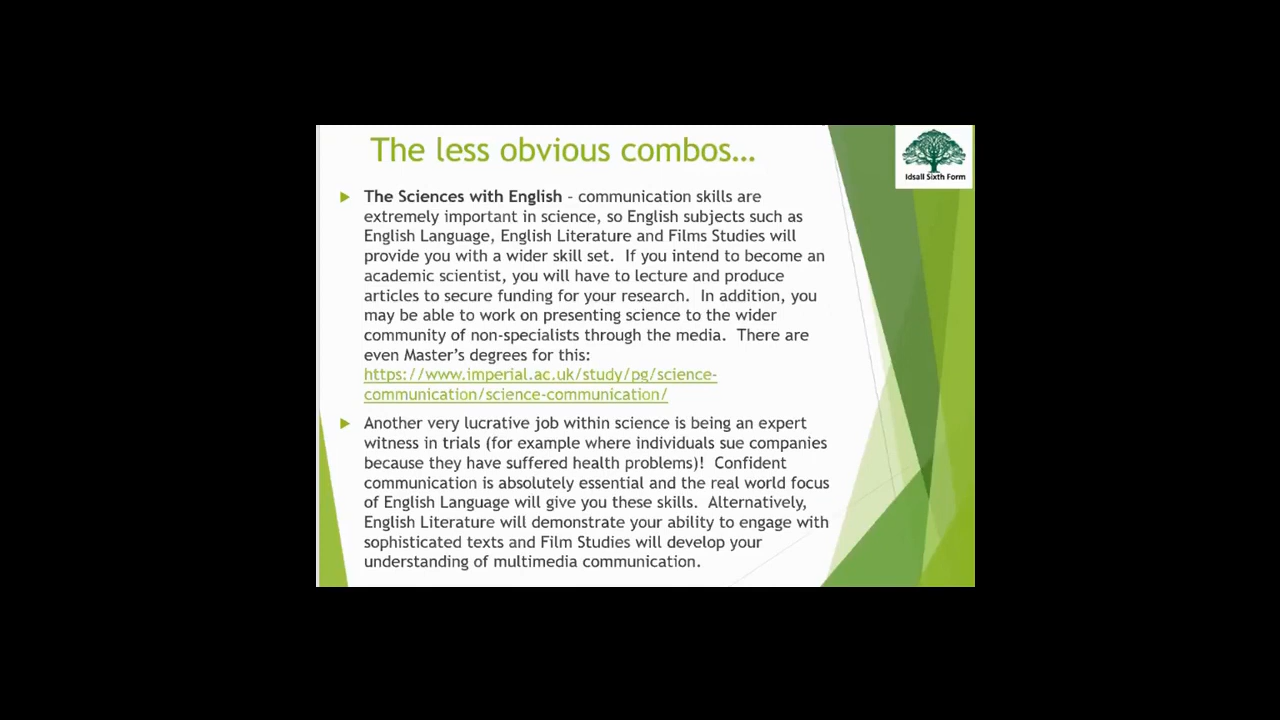 The less obvious combos...
Idsall Sixth Form
The Sciences with English - communication skills are
extremely important in science, so English subjects such as
English Language, English Literature and Films Studies will
provide you with a wider skill set.  If you intend to become an
academic scientist, you will have to lecture and produce
articles to secure funding for your research.  In addition, you
may be able to work on presenting science to the wider
community of non-specialists through the media.  There are
even Master's degrees for this:
https://www.imperial.ac.uk/study/pg/science-
communication/science-communication/
Another very lucrative job within science is being an expert
witness in trials (for example where individuals sue companies
because they have suffered health problems)!  Confident
communication is absolutely essential and the real world focus
of English Language will give you these skills.  Alternatively,
English Literature will demonstrate your ability to engage with
sophisticated texts and Film Studies will develop your
understanding of multimedia communication.